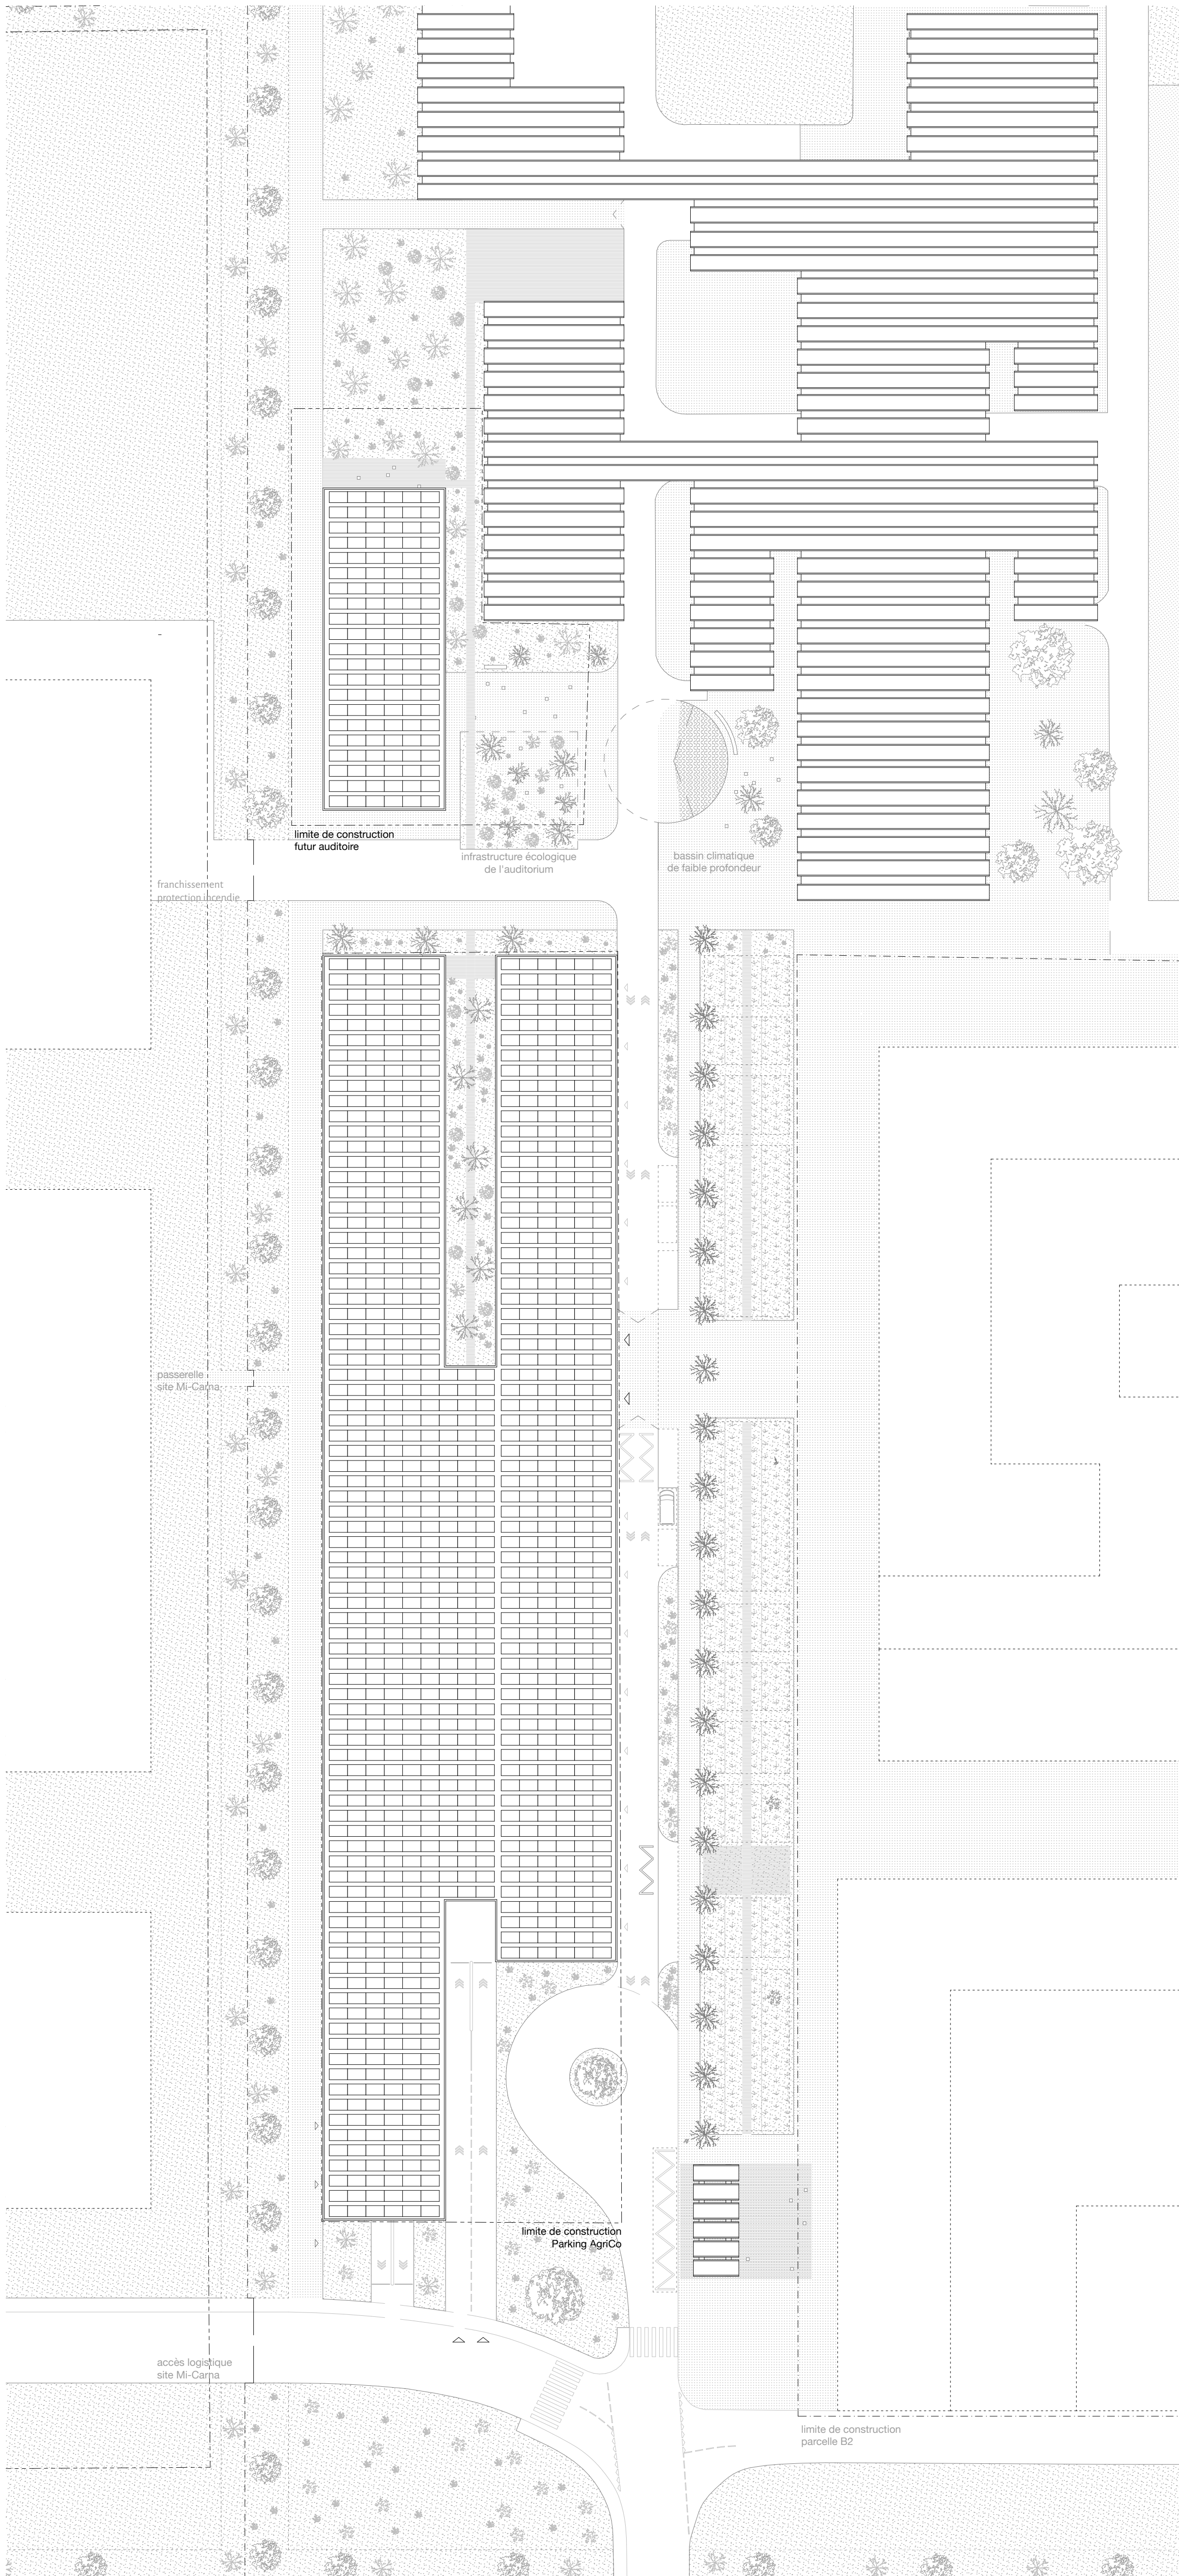 limite de construction
futur auditoire
infrastructure écologique
de l'auditorium
bassin climatique
de faible profondeur
franchissement
protection incendie
passerelle
site Mi-Carna
limite de construction
Parking AgriCo
accès logistique
site Mi-Carna
limite de construction
parcelle B2